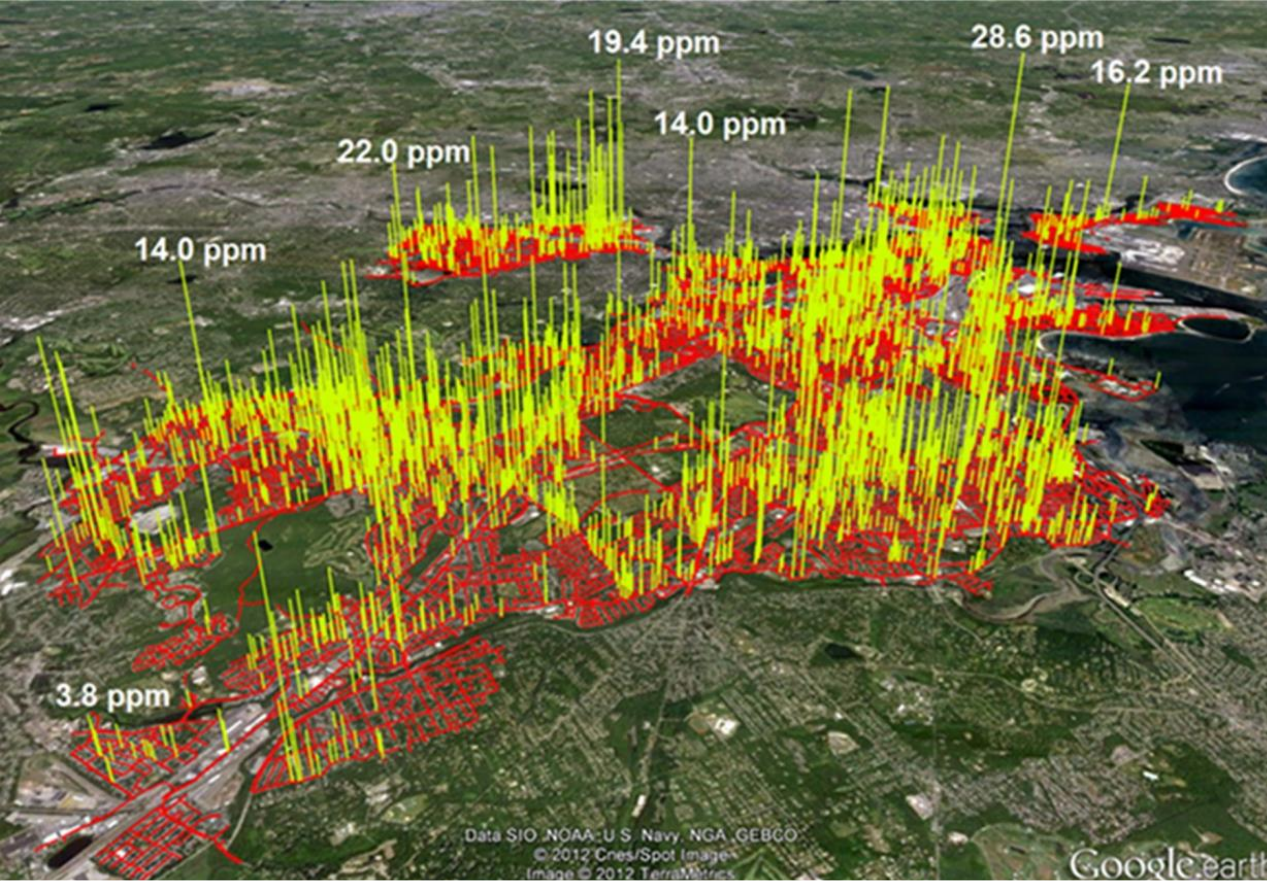 19.4 ppm
28.6 ppm
16.2 ppm
14.0 ppm
22.0 ppm
14.0 ppm
3.8 ppm
Data SIO, NOAA, U.S. Navy, NGA, GEBCO
© 2012 Cnes/Spot Image
Image © 2012 TerraMetrics
Google earth